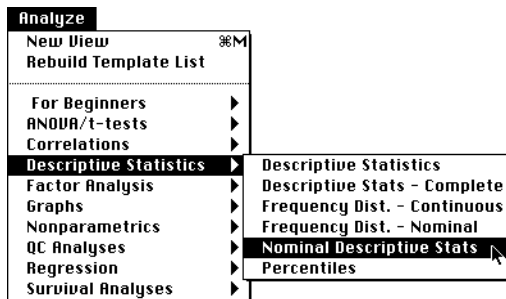 Analyze
New View ⌘M
Rebuild Template List
For Beginners
ANOVA/t-tests
Correlations
Descriptive Statistics
Factor Analysis
Graphs
Nonparametrics
QC Analyses
Regression
Survival Analyses
Descriptive Statistics
Descriptive Stats - Complete
Frequency Dist. - Continuous
Frequency Dist. - Nominal
Nominal Descriptive Stats
Percentiles